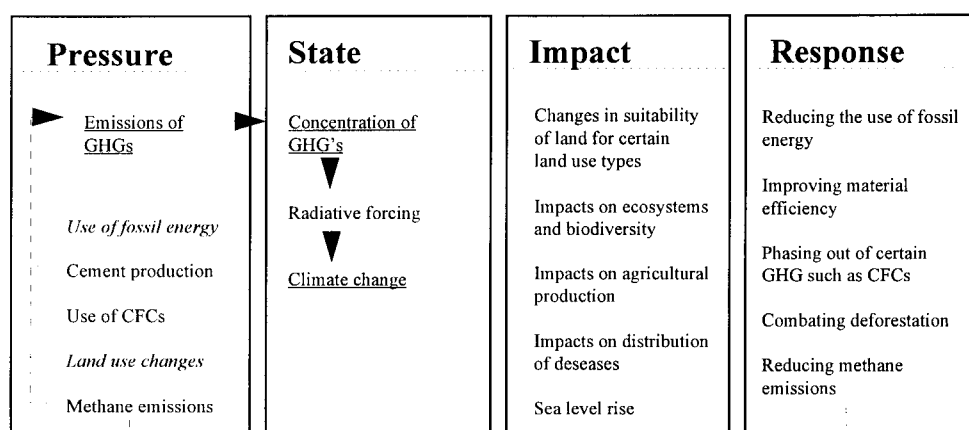 Pressure
Emissions of
GHGs
Use of fossil energy
Cement production
Use of CFCs
Land use changes
Methane emissions
State
Concentration of
GHG's
Radiative forcing
Climate change
Impact
Changes in suitability
of land for certain
land use types
Impacts on ecosystems
and biodiversity
Impacts on agricultural
production
Impacts on distribution
of deseases
Sea level rise
Response
Reducing the use of fossil
energy
Improving material
efficiency
Phasing out of certain
GHG such as CFCs
Combating deforestation
Reducing methane
emissions